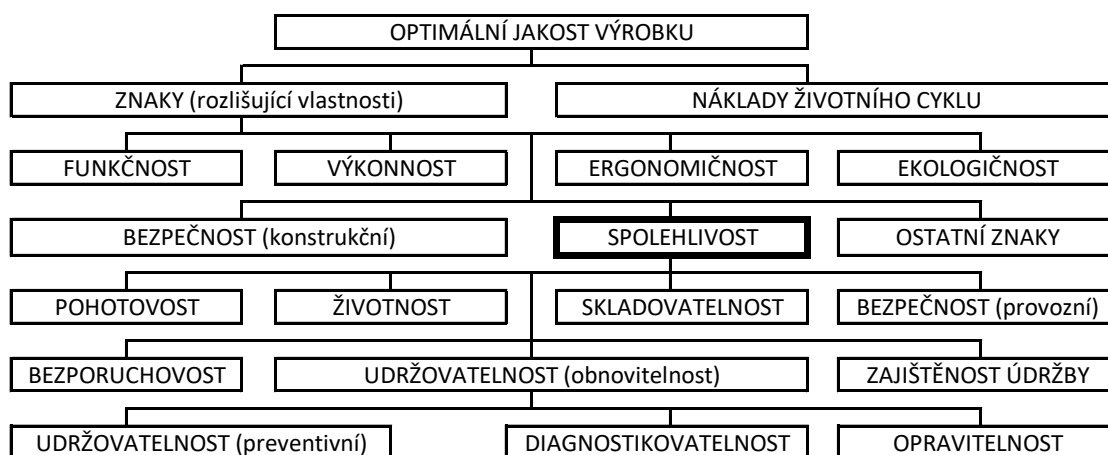 OPTIMÁLNÍ JAKOST VÝROBKU
ZNAKY (rozlišující vlastnosti)
NÁKLADY ŽIVOTNÍHO CYKLU
FUNKČNOST
VÝKONNOST
ERGONOMIČNOST
EKOLOGIČNOST
BEZPEČNOST (konstrukční)
SPOLEHLIVOST
OSTATNÍ ZNAKY
POHOTOVOST
ŽIVOTNOST
SKLADOVATELNOST
BEZPEČNOST (provozní)
BEZPORUCHOVOST
UDRŽOVATELNOST (obnovitelnost)
ZAJIŠTĚNOST ÚDRŽBY
UDRŽOVATELNOST (preventivní)
DIAGNOSTIKOVATELNOST
OPRAVITELNOST